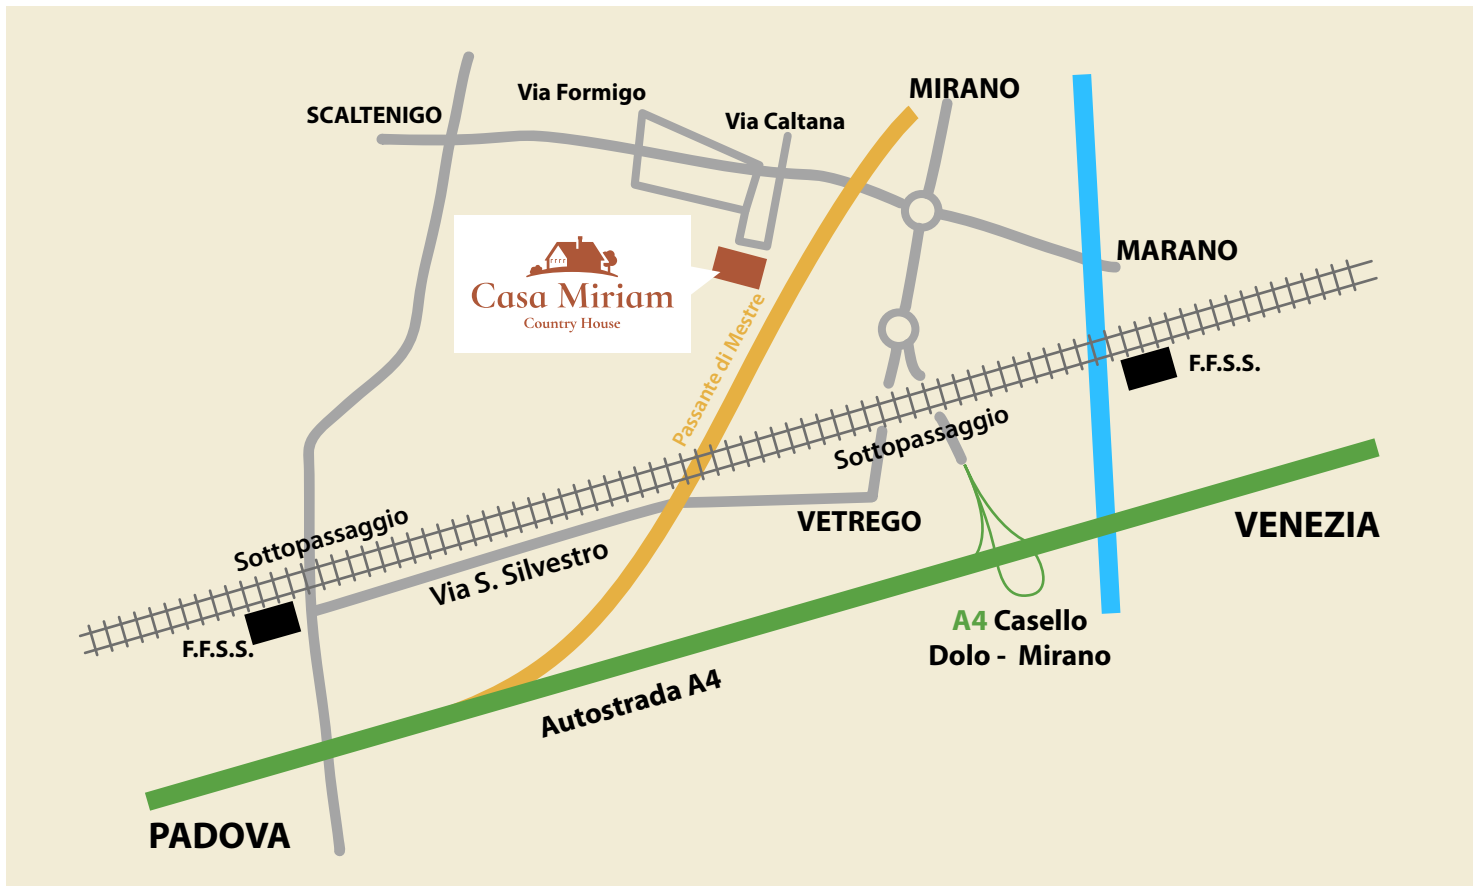 MIRANO
Via Formigo
SCALTENIGO
Via Caltana
MARANO
Casa Miriam
Country House
Passante di Mestre
F.F.S.S.
Sottopassaggio
Sottopassaggio
VETREGO
VENEZIA
Via S. Silvestro
F.F.S.S.
A4 Casello
Dolo - Mirano
Autostrada A4
PADOVA